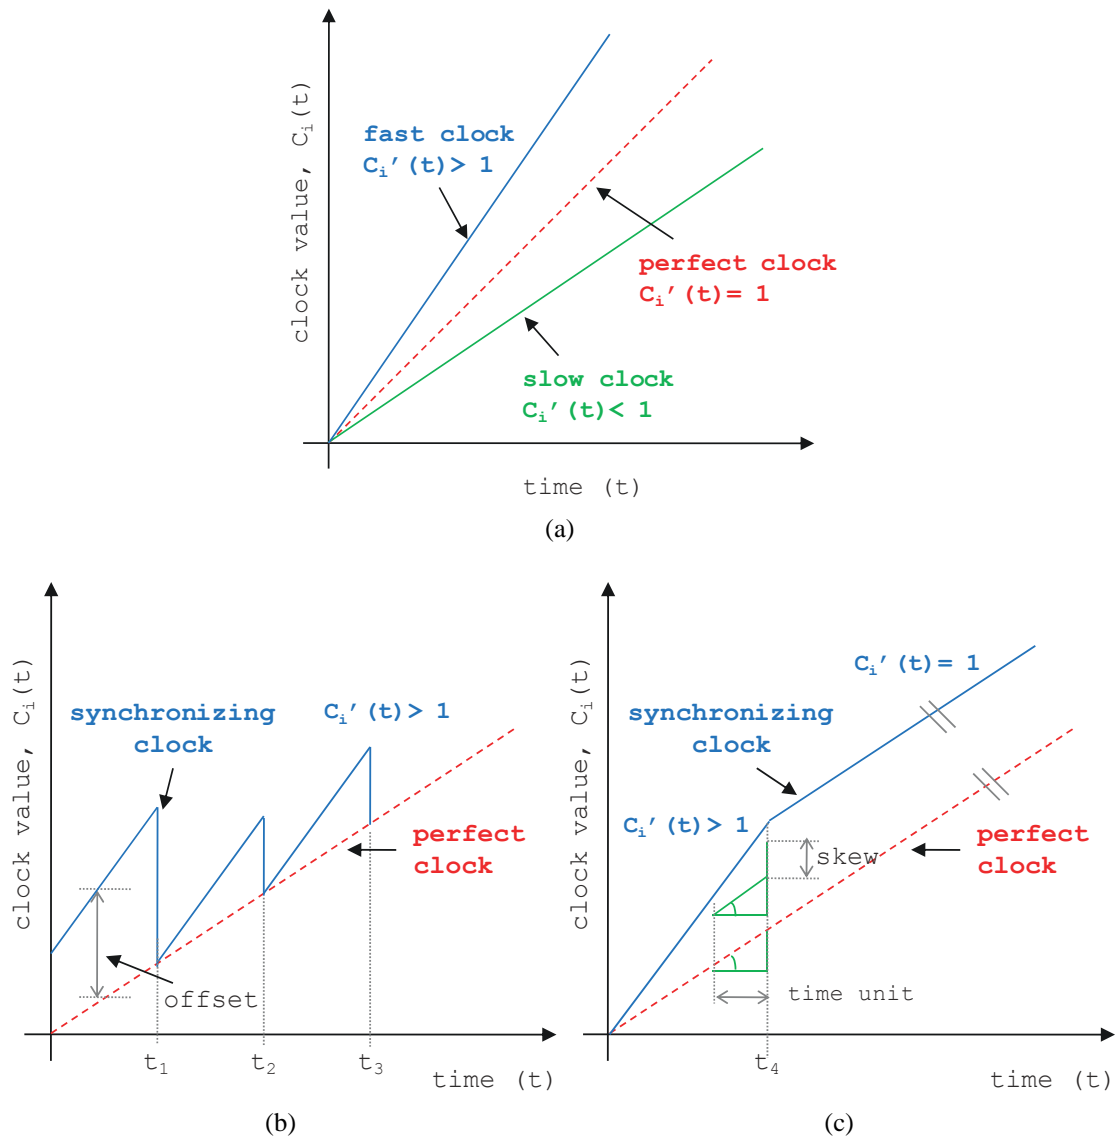 clock value, Cᵢ(t)
fast clock
Cᵢ′(t)> 1
perfect clock
Cᵢ′(t)= 1
slow clock
Cᵢ′(t)< 1
time (t)
(a)
clock value, Cᵢ(t)
synchronizing
clock
Cᵢ′(t)> 1
perfect
clock
offset
t₁
t₂
t₃
time (t)
(b)
clock value, Cᵢ(t)
Cᵢ′(t)= 1
synchronizing
clock
Cᵢ′(t)> 1
skew
perfect
clock
time unit
t₄
time (t)
(c)